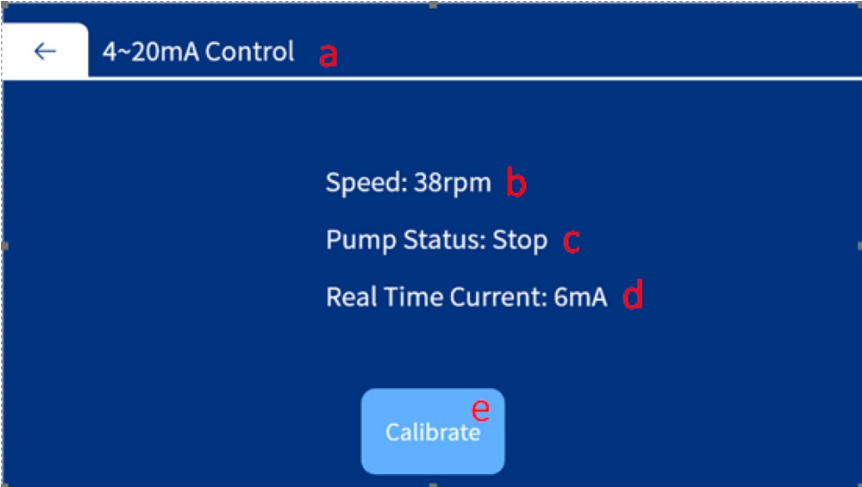 ← 4~20mA Control a
Speed: 38rpm b
Pump Status: Stop c
Real Time Current: 6mA d
e
Calibrate